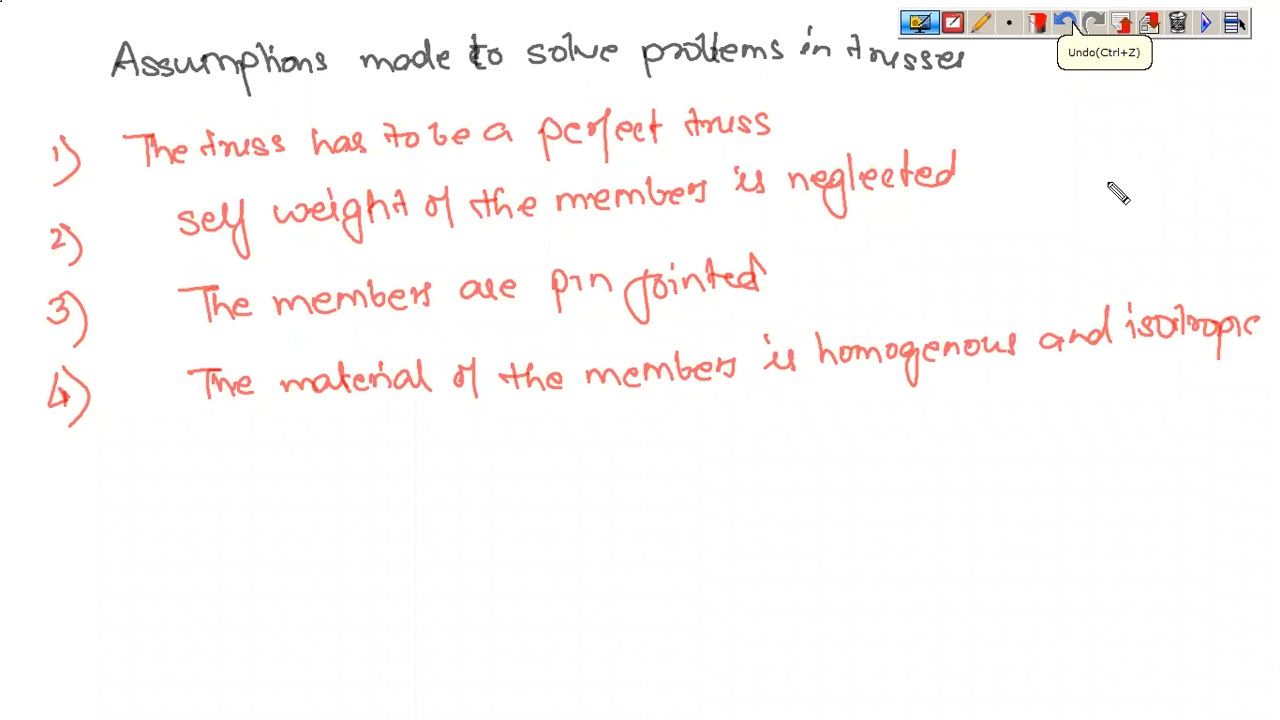 Assumptions made to solve problems in trusses
Undo(Ctrl+Z)
1) The truss has to be a perfect truss
2) self weight of the members is neglected
3) The members are pin jointed
4) The material of the members is homogenous and isotropic